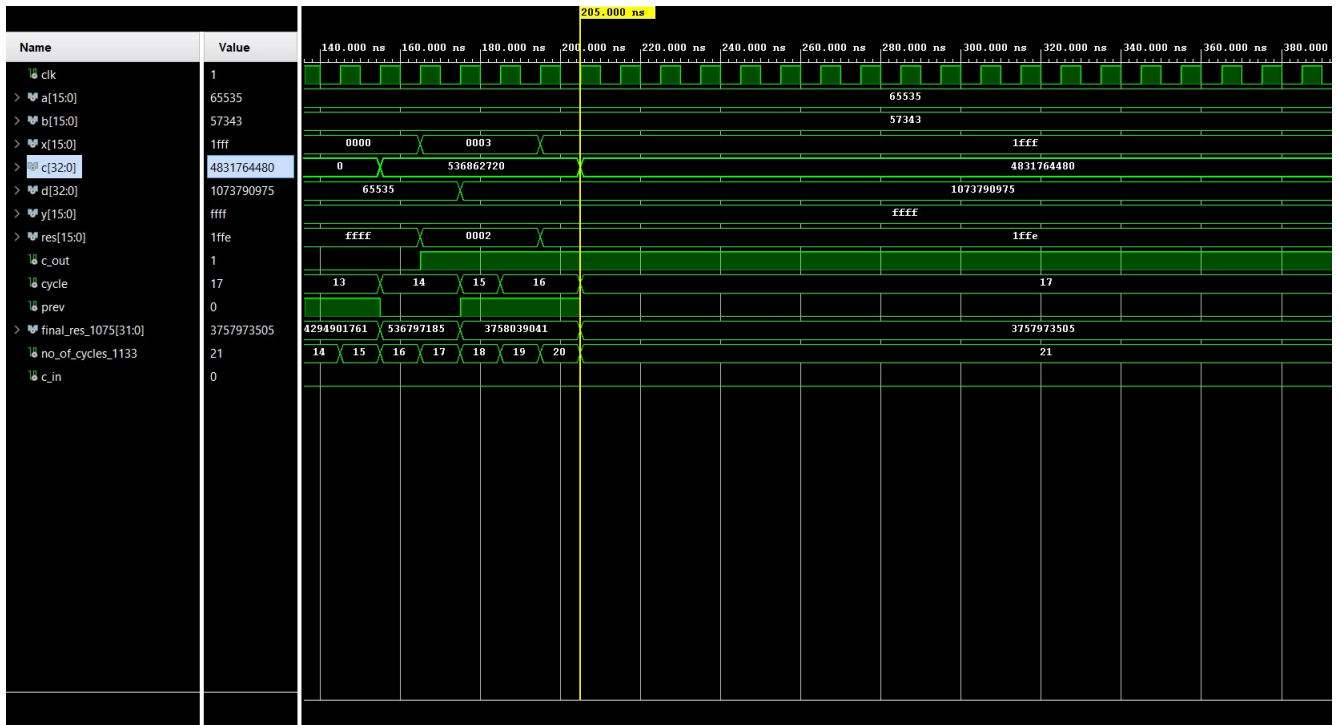 205.000 ns
Name Value 140.000 ns 160.000 ns 180.000 ns 200.000 ns 220.000 ns 240.000 ns 260.000 ns 280.000 ns 300.000 ns 320.000 ns 340.000 ns 360.000 ns 380.000
clk 1
a[15:0] 65535 65535
b[15:0] 57343 57343
x[15:0] 1fff 0000 0003 1fff
c[32:0] 4831764480 0 536862720 4831764480
d[32:0] 1073790975 65535 1073790975
y[15:0] ffff ffff
res[15:0] 1ffe ffff 0002 1ffe
c_out 1
cycle 17 13 14 15 16 17
prev 0
final_res_1075[31:0] 3757973505 4294901761 536797185 3758039041 3757973505
no_of_cycles_1133 21 14 15 16 17 18 19 20 21
c_in 0